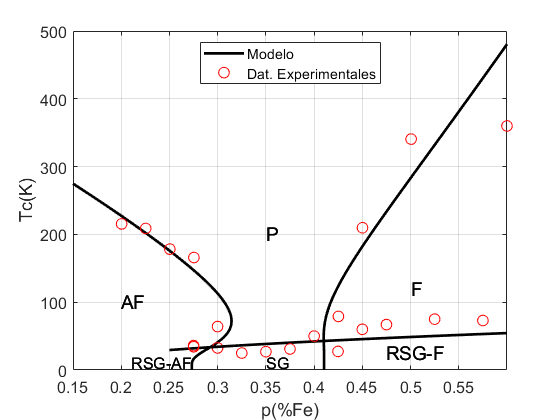 500
400
300
200
100
0
Tc(K)
Modelo
Dat. Experimentales
P
AF
F
RSG-AF
SG
RSG-F
0.15 0.2 0.25 0.3 0.35 0.4 0.45 0.5 0.55
p(%Fe)